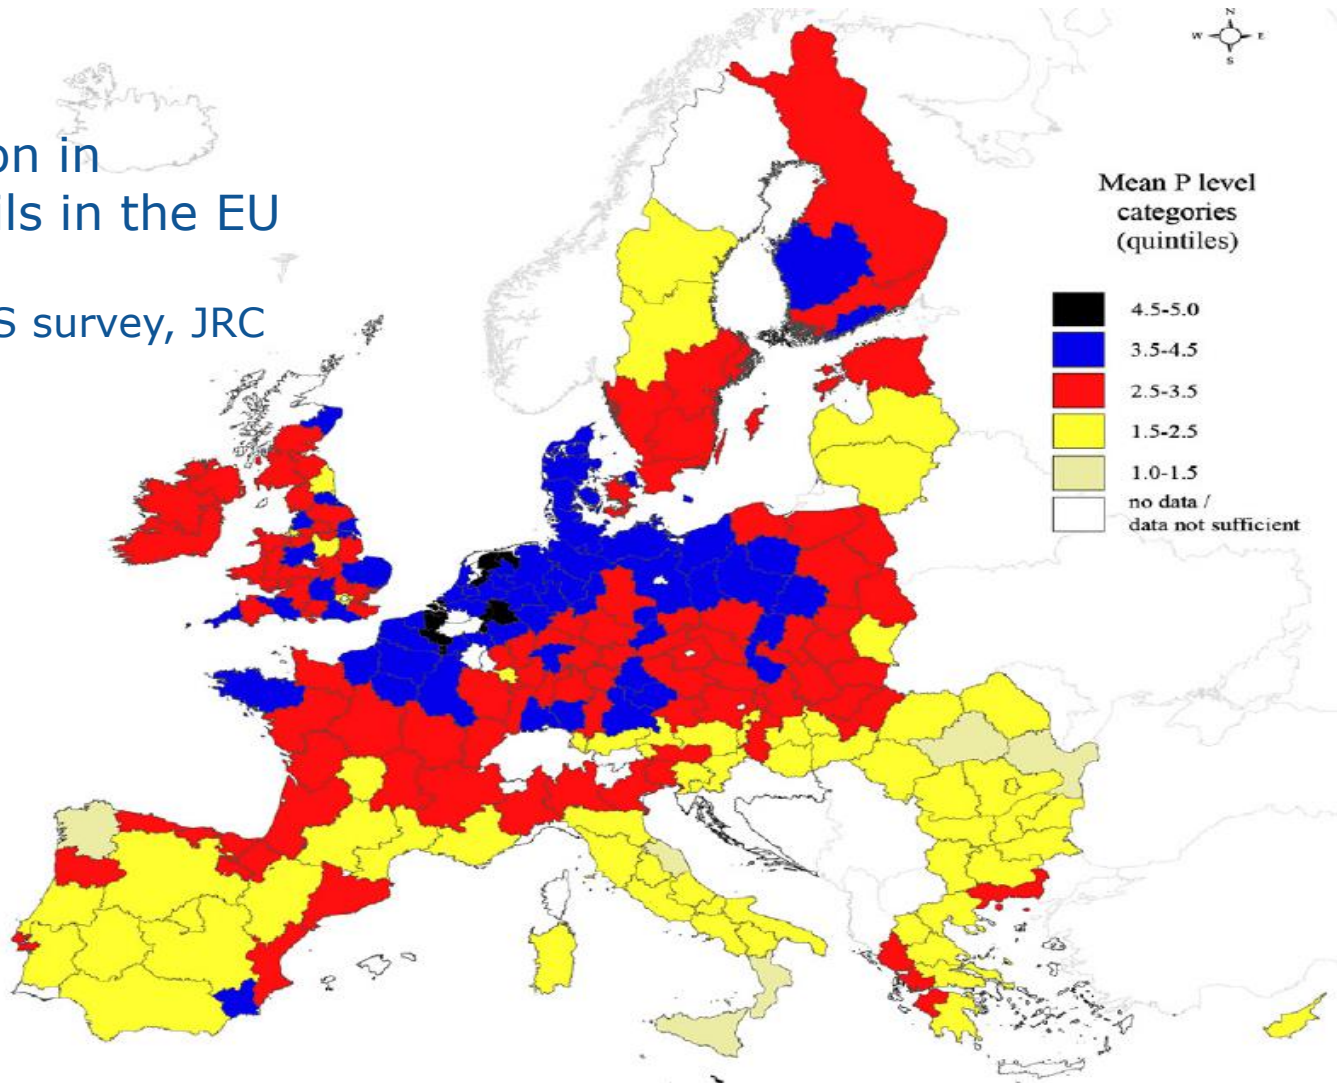 on in
ils in the EU
S survey, JRC
N
W E
S
Mean P level
categories
(quintiles)
4.5-5.0
3.5-4.5
2.5-3.5
1.5-2.5
1.0-1.5
no data /
data not sufficient